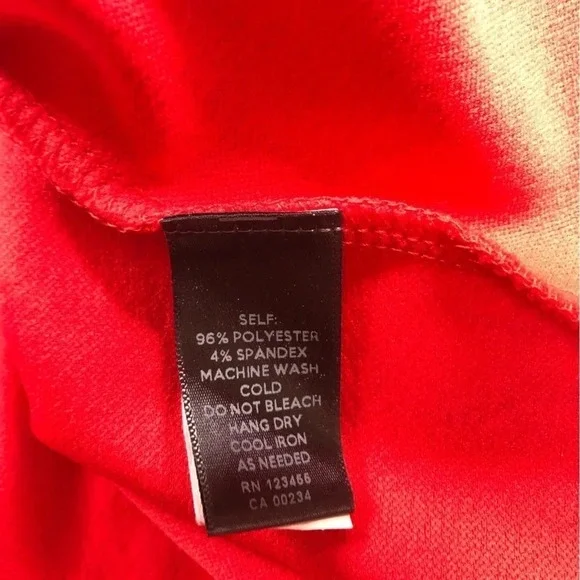 SELF:
96% POLYESTER
4% SPANDEX
MACHINE WASH
COLD
DO NOT BLEACH
HANG DRY
COOL IRON
AS NEEDED
RN 123456
CA 00234